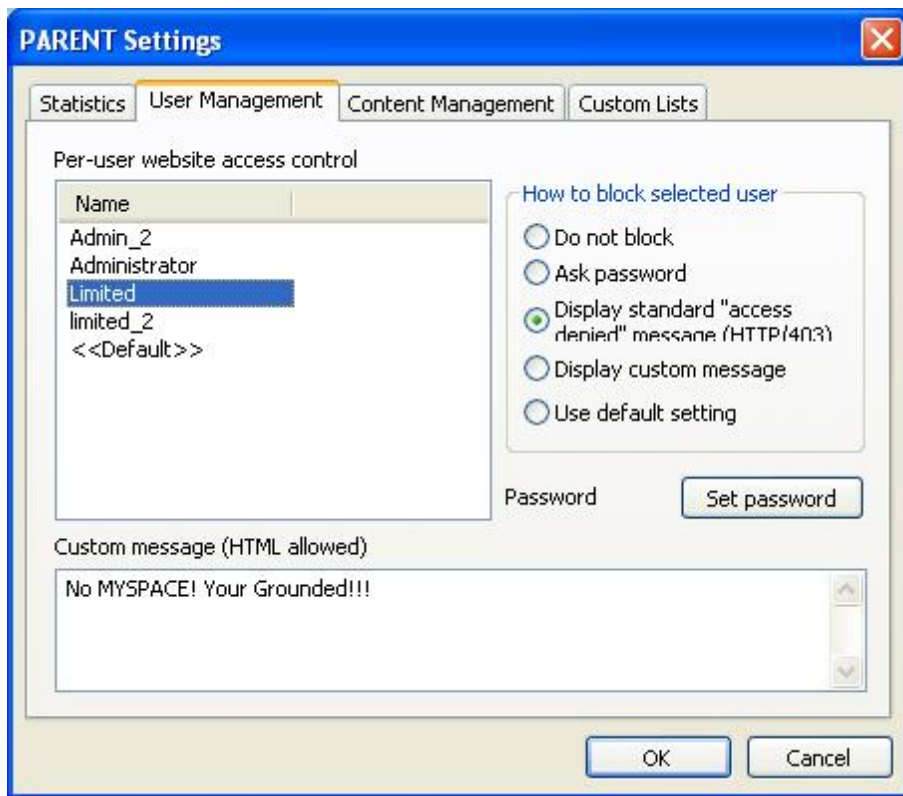 PARENT Settings
Statistics User Management Content Management Custom Lists
Per-user website access control
Name
Admin_2
Administrator
Limited
limited_2
<<Default>>
How to block selected user
Do not block
Ask password
Display standard "access
denied" message (HTTP/403)
Display custom message
Use default setting
Password Set password
Custom message (HTML allowed)
No MYSPACE! Your Grounded!!!
OK Cancel